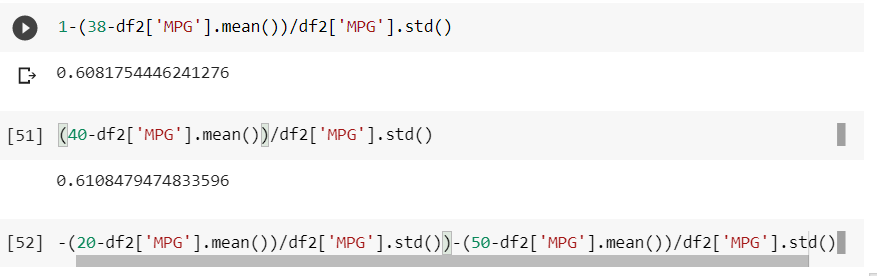 1-(38-df2['MPG'].mean())/df2['MPG'].std()
0.6081754446241276
[51] (40-df2['MPG'].mean())/df2['MPG'].std()
0.6108479474833596
[52] -(20-df2['MPG'].mean())/df2['MPG'].std())-(50-df2['MPG'].mean())/df2['MPG'].std()